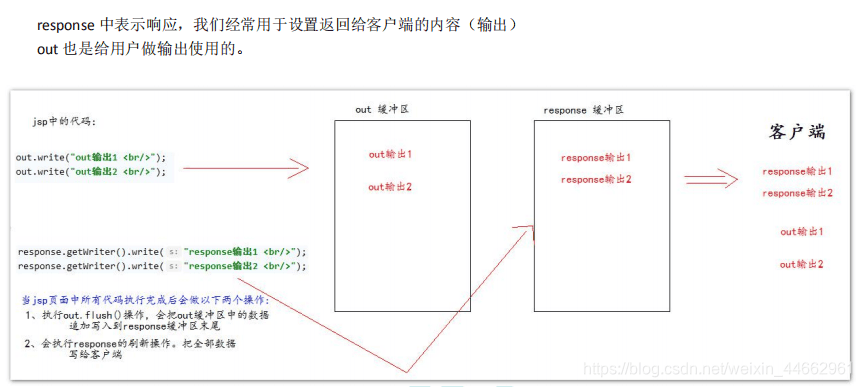 response 中表示响应，我们经常用于设置返回给客户端的内容（输出）
out 也是给用户做输出使用的。
jsp中的代码：
out 缓冲区
response 缓冲区
客户端
out.write("out输出1 <br/>");
out.write("out输出2 <br/>");
out输出1
out输出2
response输出1
response输出2
response输出1
response输出2
out输出1
out输出2
response.getWriter().write( s: "response输出1 <br/>");
response.getWriter().write( s: "response输出2 <br/>");
当jsp页面中所有代码执行完成后会做以下两个操作：
1、执行out.flush()操作，会把out缓冲区中的数据
追加写入到response缓冲区末尾
2、会执行response的刷新操作。把全部数据
写给客户端
https://blog.csdn.net/weixin_44662961